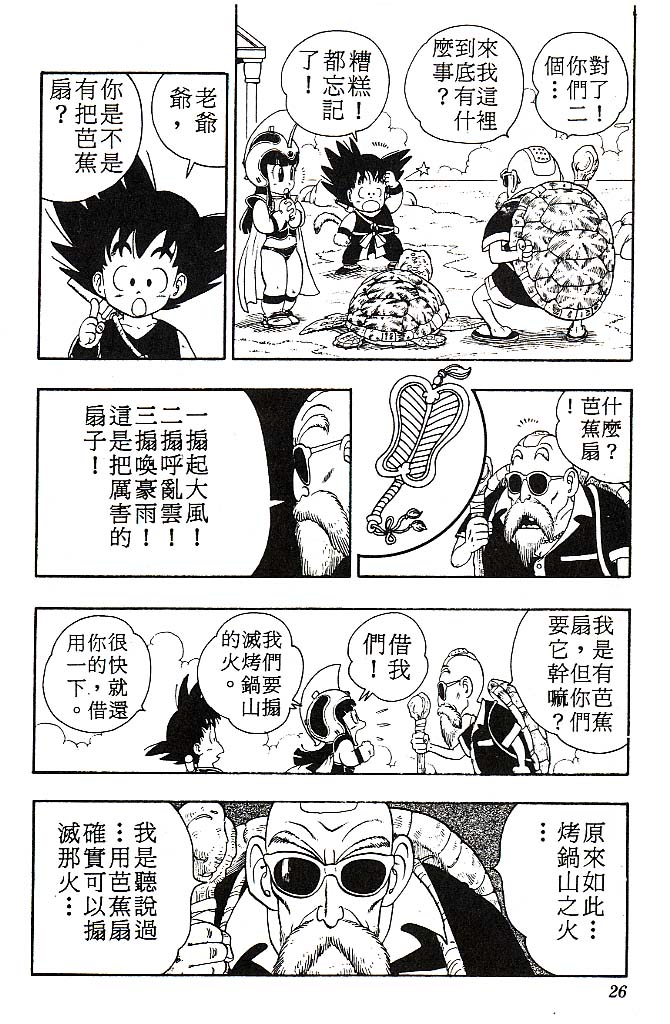 對了！
你們二
個…
來我這裡
到底有什
麼事？
糟糕！
都忘記
了！
老爺
爺，
你是不是
有把芭蕉
扇？
什麼？
芭蕉扇
！
一搧起大風！
二搧呼亂雲！
三搧喚豪雨！
這是把厲害的
扇子！
我是有芭蕉
扇，但你們
要它幹嘛？
借我
們！
我們要搧
滅烤鍋山
的火。
很快就還
你的，借
用一下。
原來如此…
烤鍋山之火
…
我是聽說過
…用芭蕉扇
確實可以搧
滅那火…
26